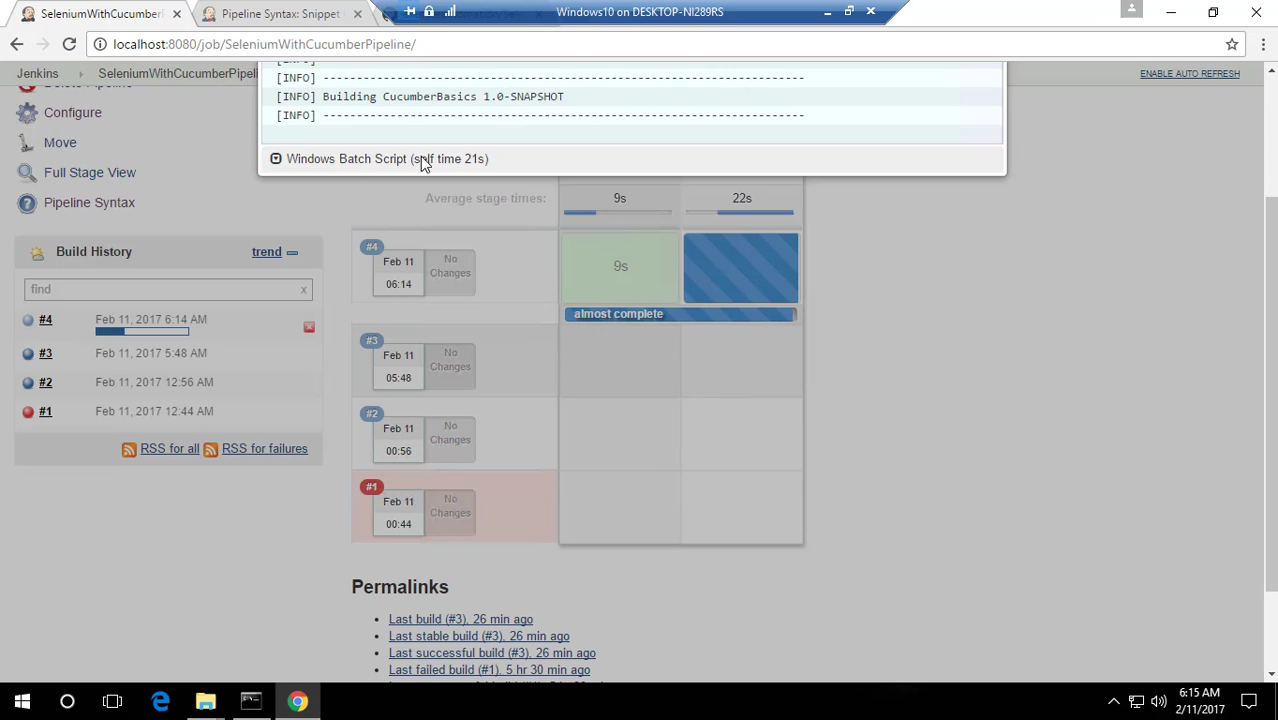 SeleniumWithCucumberF
Pipeline Syntax: Snippet
Windows10 on DESKTOP-NI289RS
localhost:8080/job/SeleniumWithCucumberPipeline/
Jenkins
SeleniumWithCucumberPipeli
ENABLE AUTO REFRESH
[INFO] ------------------------------------------------------------------------
[INFO] Building CucumberBasics 1.0-SNAPSHOT
[INFO] ------------------------------------------------------------------------
Windows Batch Script (self time 21s)
Delete Pipeline
Configure
Move
Full Stage View
Pipeline Syntax
Build History
trend
find
x
#4 Feb 11, 2017 6:14 AM
#3 Feb 11, 2017 5:48 AM
#2 Feb 11, 2017 12:56 AM
#1 Feb 11, 2017 12:44 AM
RSS for all RSS for failures
Average stage times:
9s
22s
#4
Feb 11
06:14
No
Changes
9s
almost complete
#3
Feb 11
05:48
No
Changes
#2
Feb 11
00:56
No
Changes
#1
Feb 11
00:44
No
Changes
Permalinks
Last build (#3), 26 min ago
Last stable build (#3), 26 min ago
Last successful build (#3), 26 min ago
Last failed build (#1), 5 hr 30 min ago
6:15 AM
2/11/2017